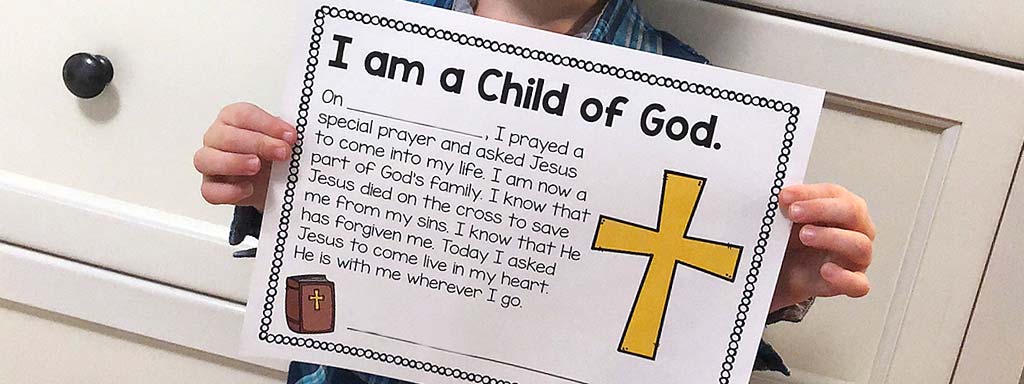 I am a Child of God.
On ____________, I prayed a
special prayer and asked Jesus
to come into my life. I am now a
part of God's family. I know that
Jesus died on the cross to save
me from my sins. I know that He
has forgiven me. Today I asked
Jesus to come live in my heart.
He is with me wherever I go.